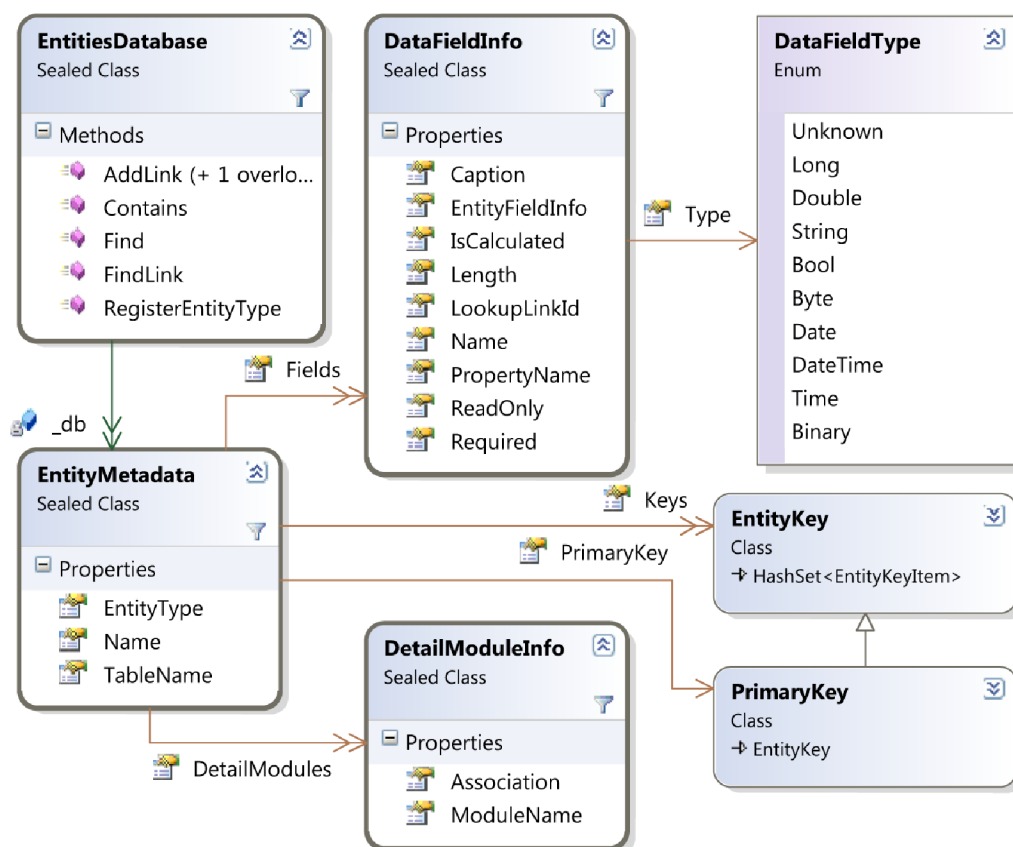 EntitiesDatabase
Sealed Class
Methods
AddLink (+ 1 overlo...
Contains
Find
FindLink
RegisterEntityType
DataFieldInfo
Sealed Class
Properties
Caption
EntityFieldInfo
IsCalculated
Length
LookupLinkId
Name
PropertyName
ReadOnly
Required
Type
DataFieldType
Enum
Unknown
Long
Double
String
Bool
Byte
Date
DateTime
Time
Binary
Fields
_db
EntityMetadata
Sealed Class
Properties
EntityType
Name
TableName
Keys
PrimaryKey
EntityKey
Class
HashSet<EntityKeyItem>
DetailModules
DetailModuleInfo
Sealed Class
Properties
Association
ModuleName
PrimaryKey
Class
EntityKey